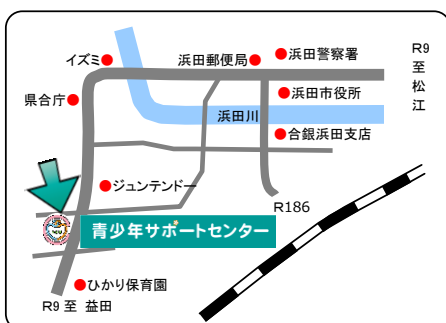 イズミ
浜田郵便局
浜田警察署
R9
至
松
江
県合庁
浜田市役所
浜田川
合銀浜田支店
ジュンテンドー
R186
青少年サポートセンター
ひかり保育園
R9 至 益田